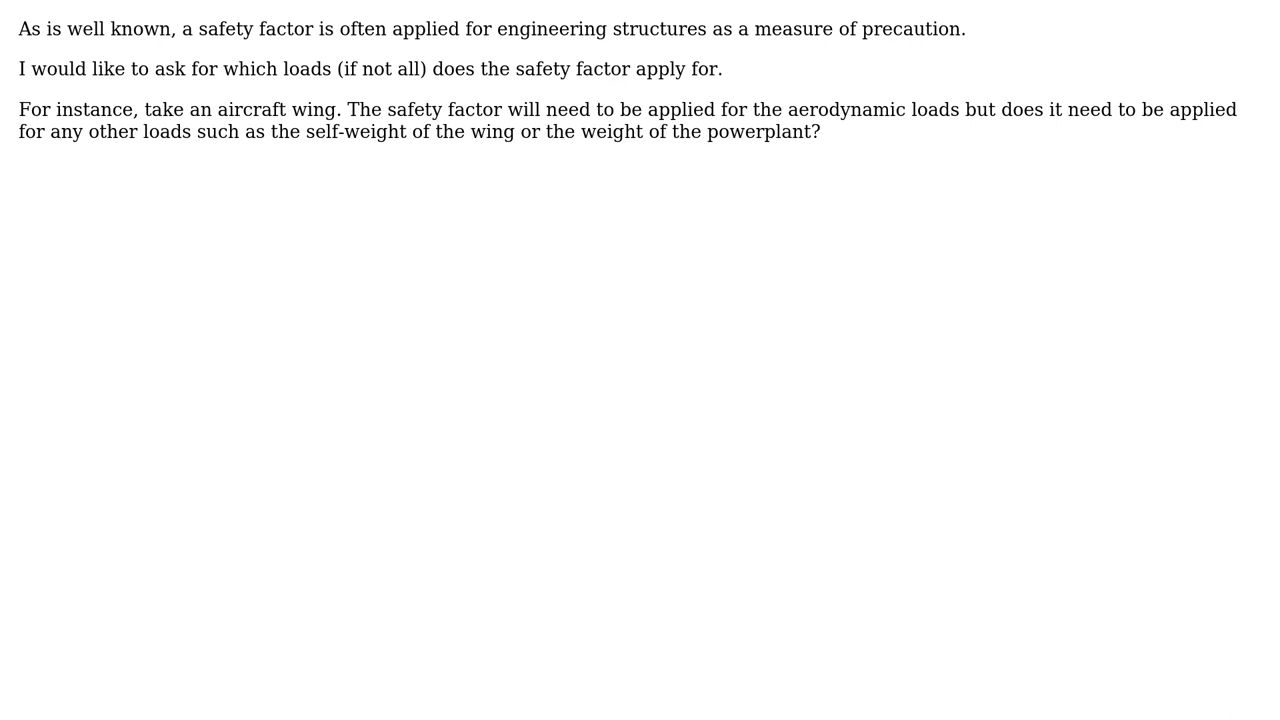 As is well known, a safety factor is often applied for engineering structures as a measure of precaution.
I would like to ask for which loads (if not all) does the safety factor apply for.
For instance, take an aircraft wing. The safety factor will need to be applied for the aerodynamic loads but does it need to be applied
for any other loads such as the self-weight of the wing or the weight of the powerplant?